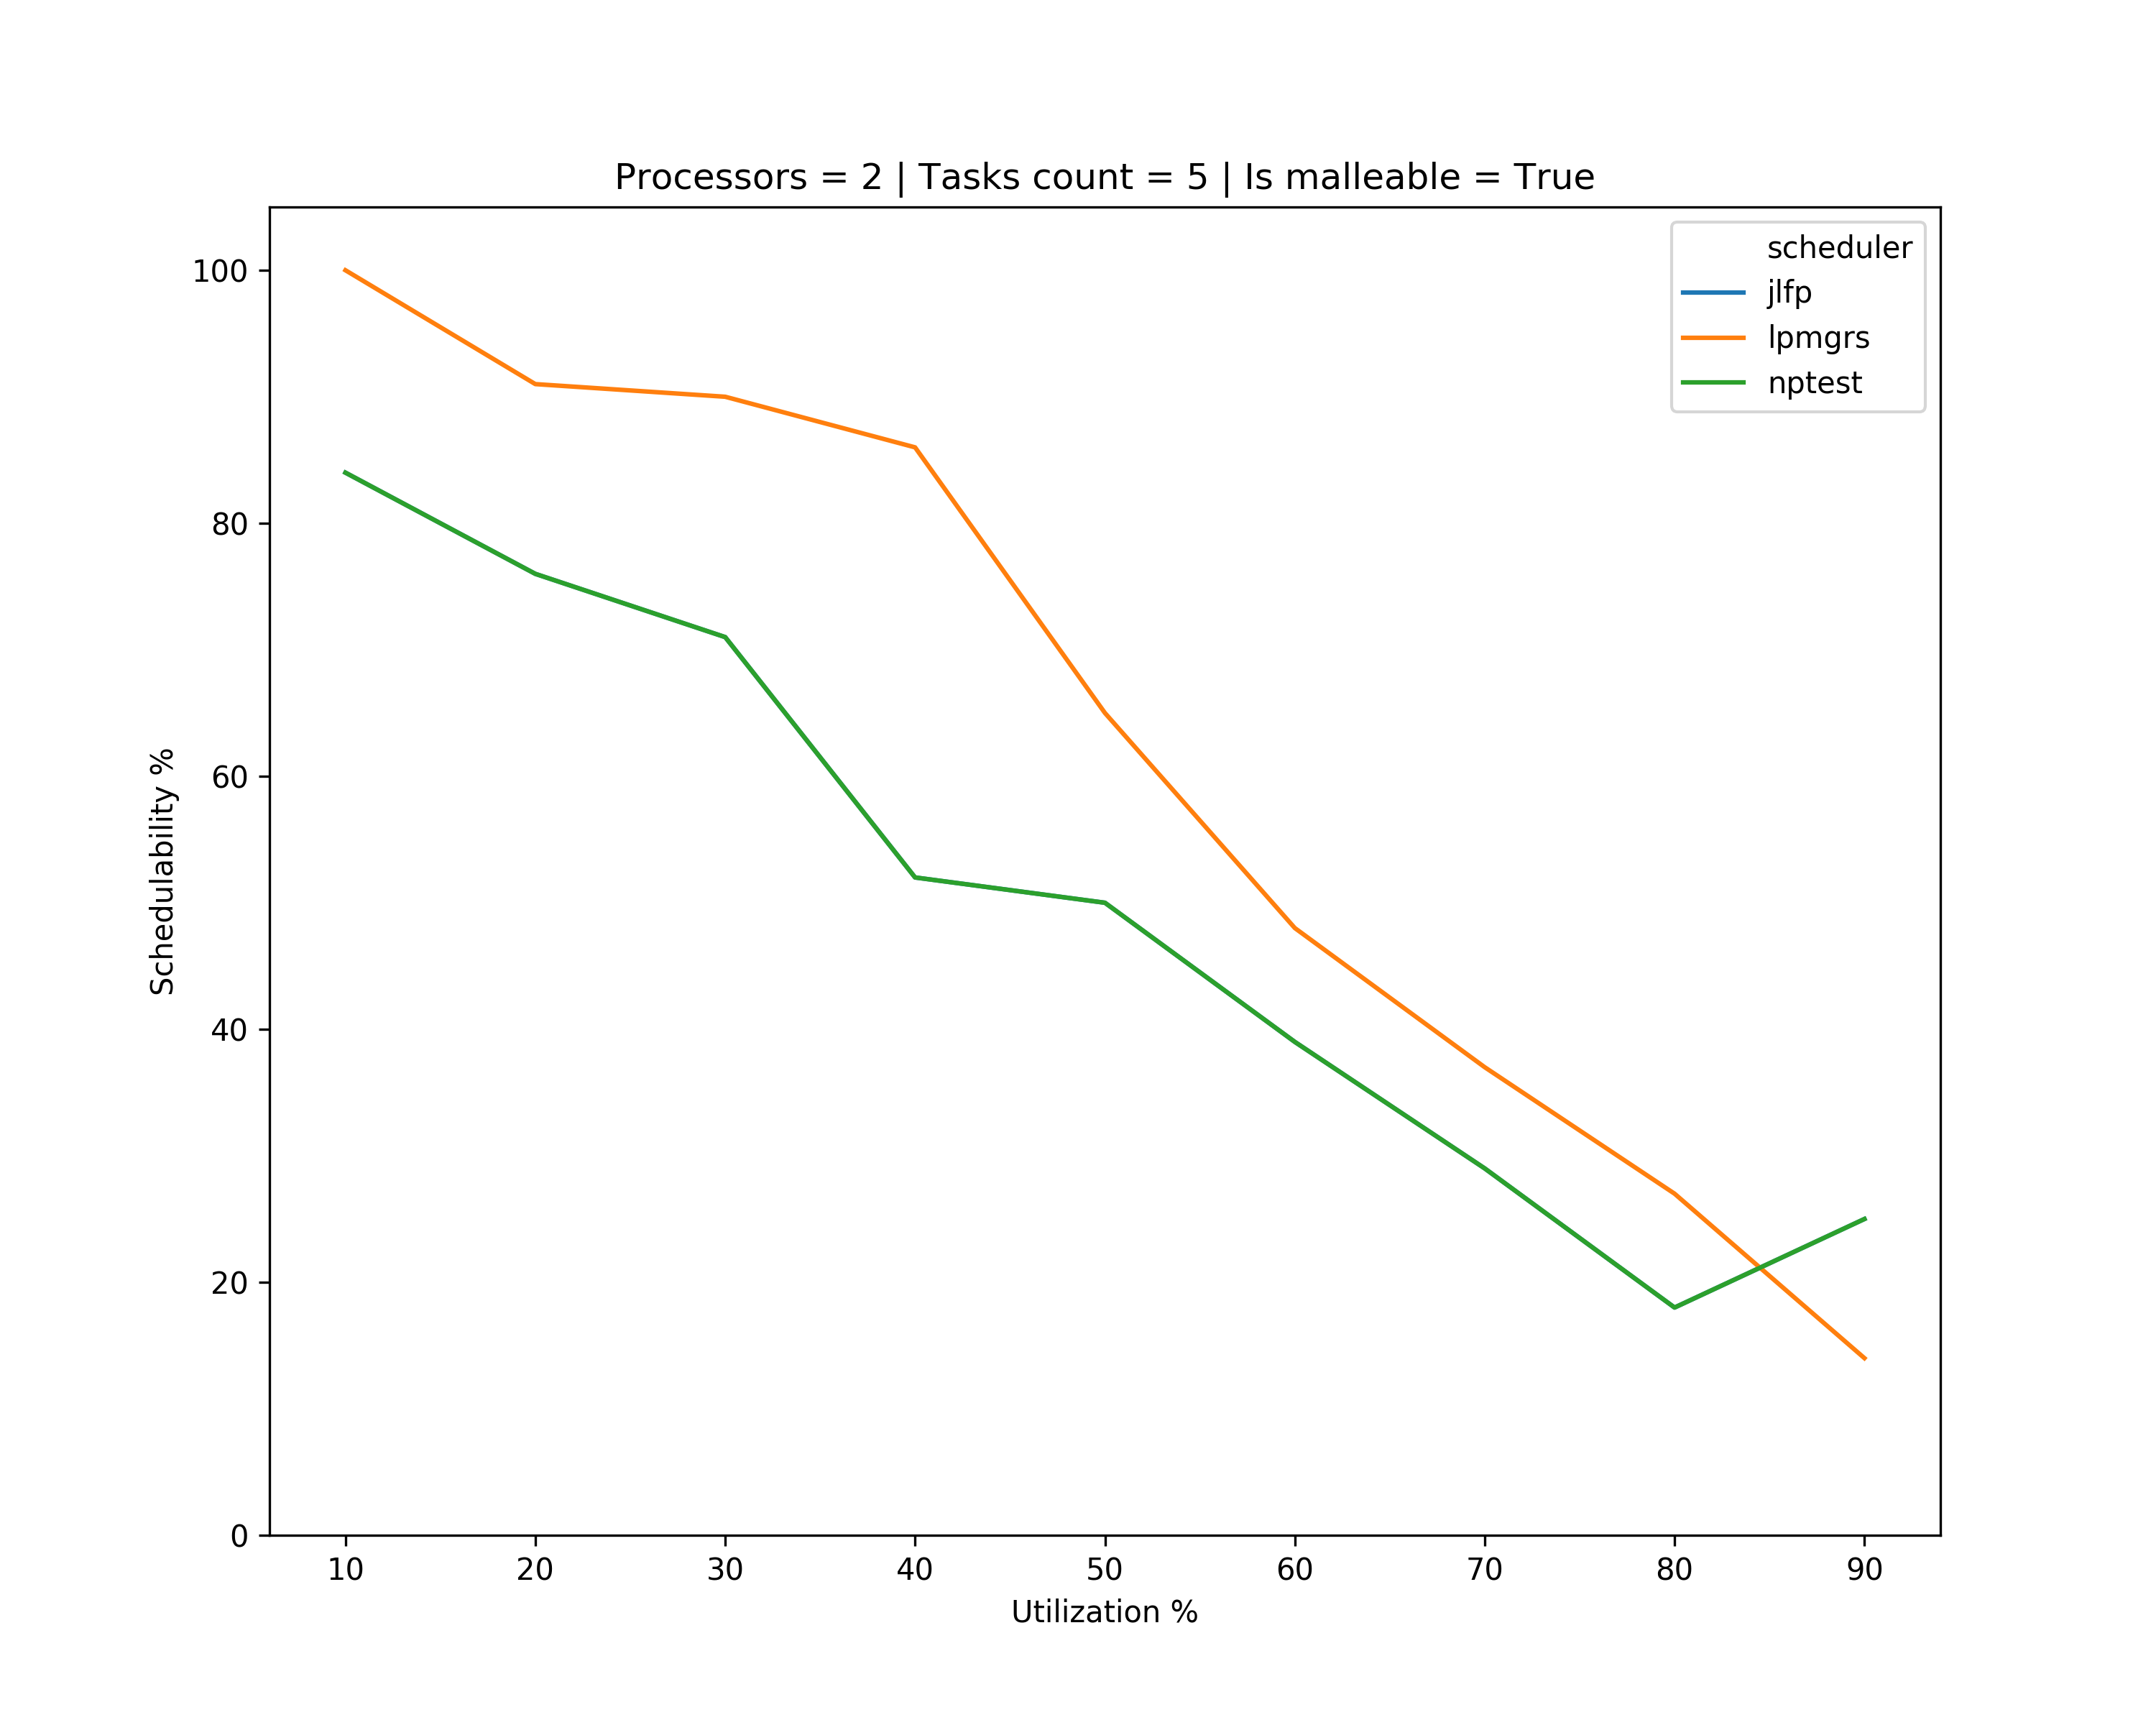 Processors = 2 | Tasks count = 5 | Is malleable = True
scheduler
jlfp
lpmgrs
nptest
Schedulability %
100
80
60
40
20
0
10 20 30 40 50 60 70 80 90
Utilization %